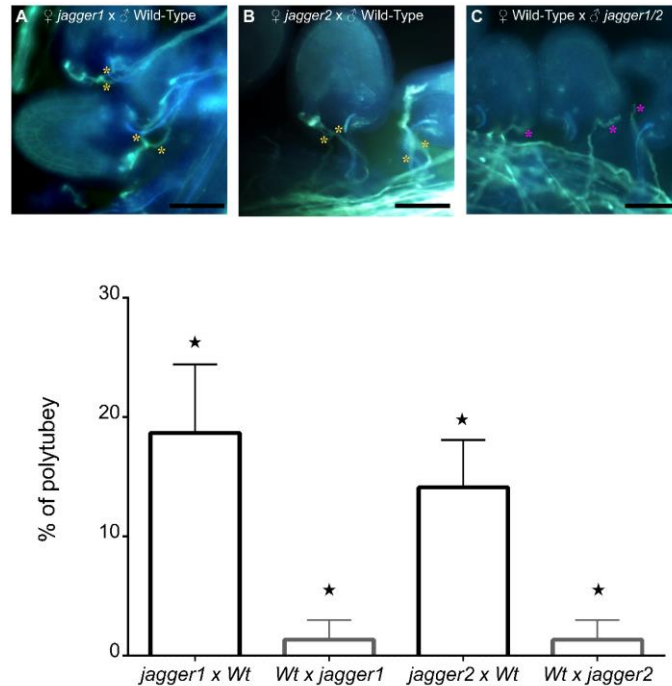 A ♀ jagger1 x ♂ Wild-Type
B ♀ jagger2 x ♂ Wild-Type
C ♀ Wild-Type x ♂ jagger1/2
% of polytubey
30
20
10
0
jagger1 x Wt
Wt x jagger1
jagger2 x Wt
Wt x jagger2